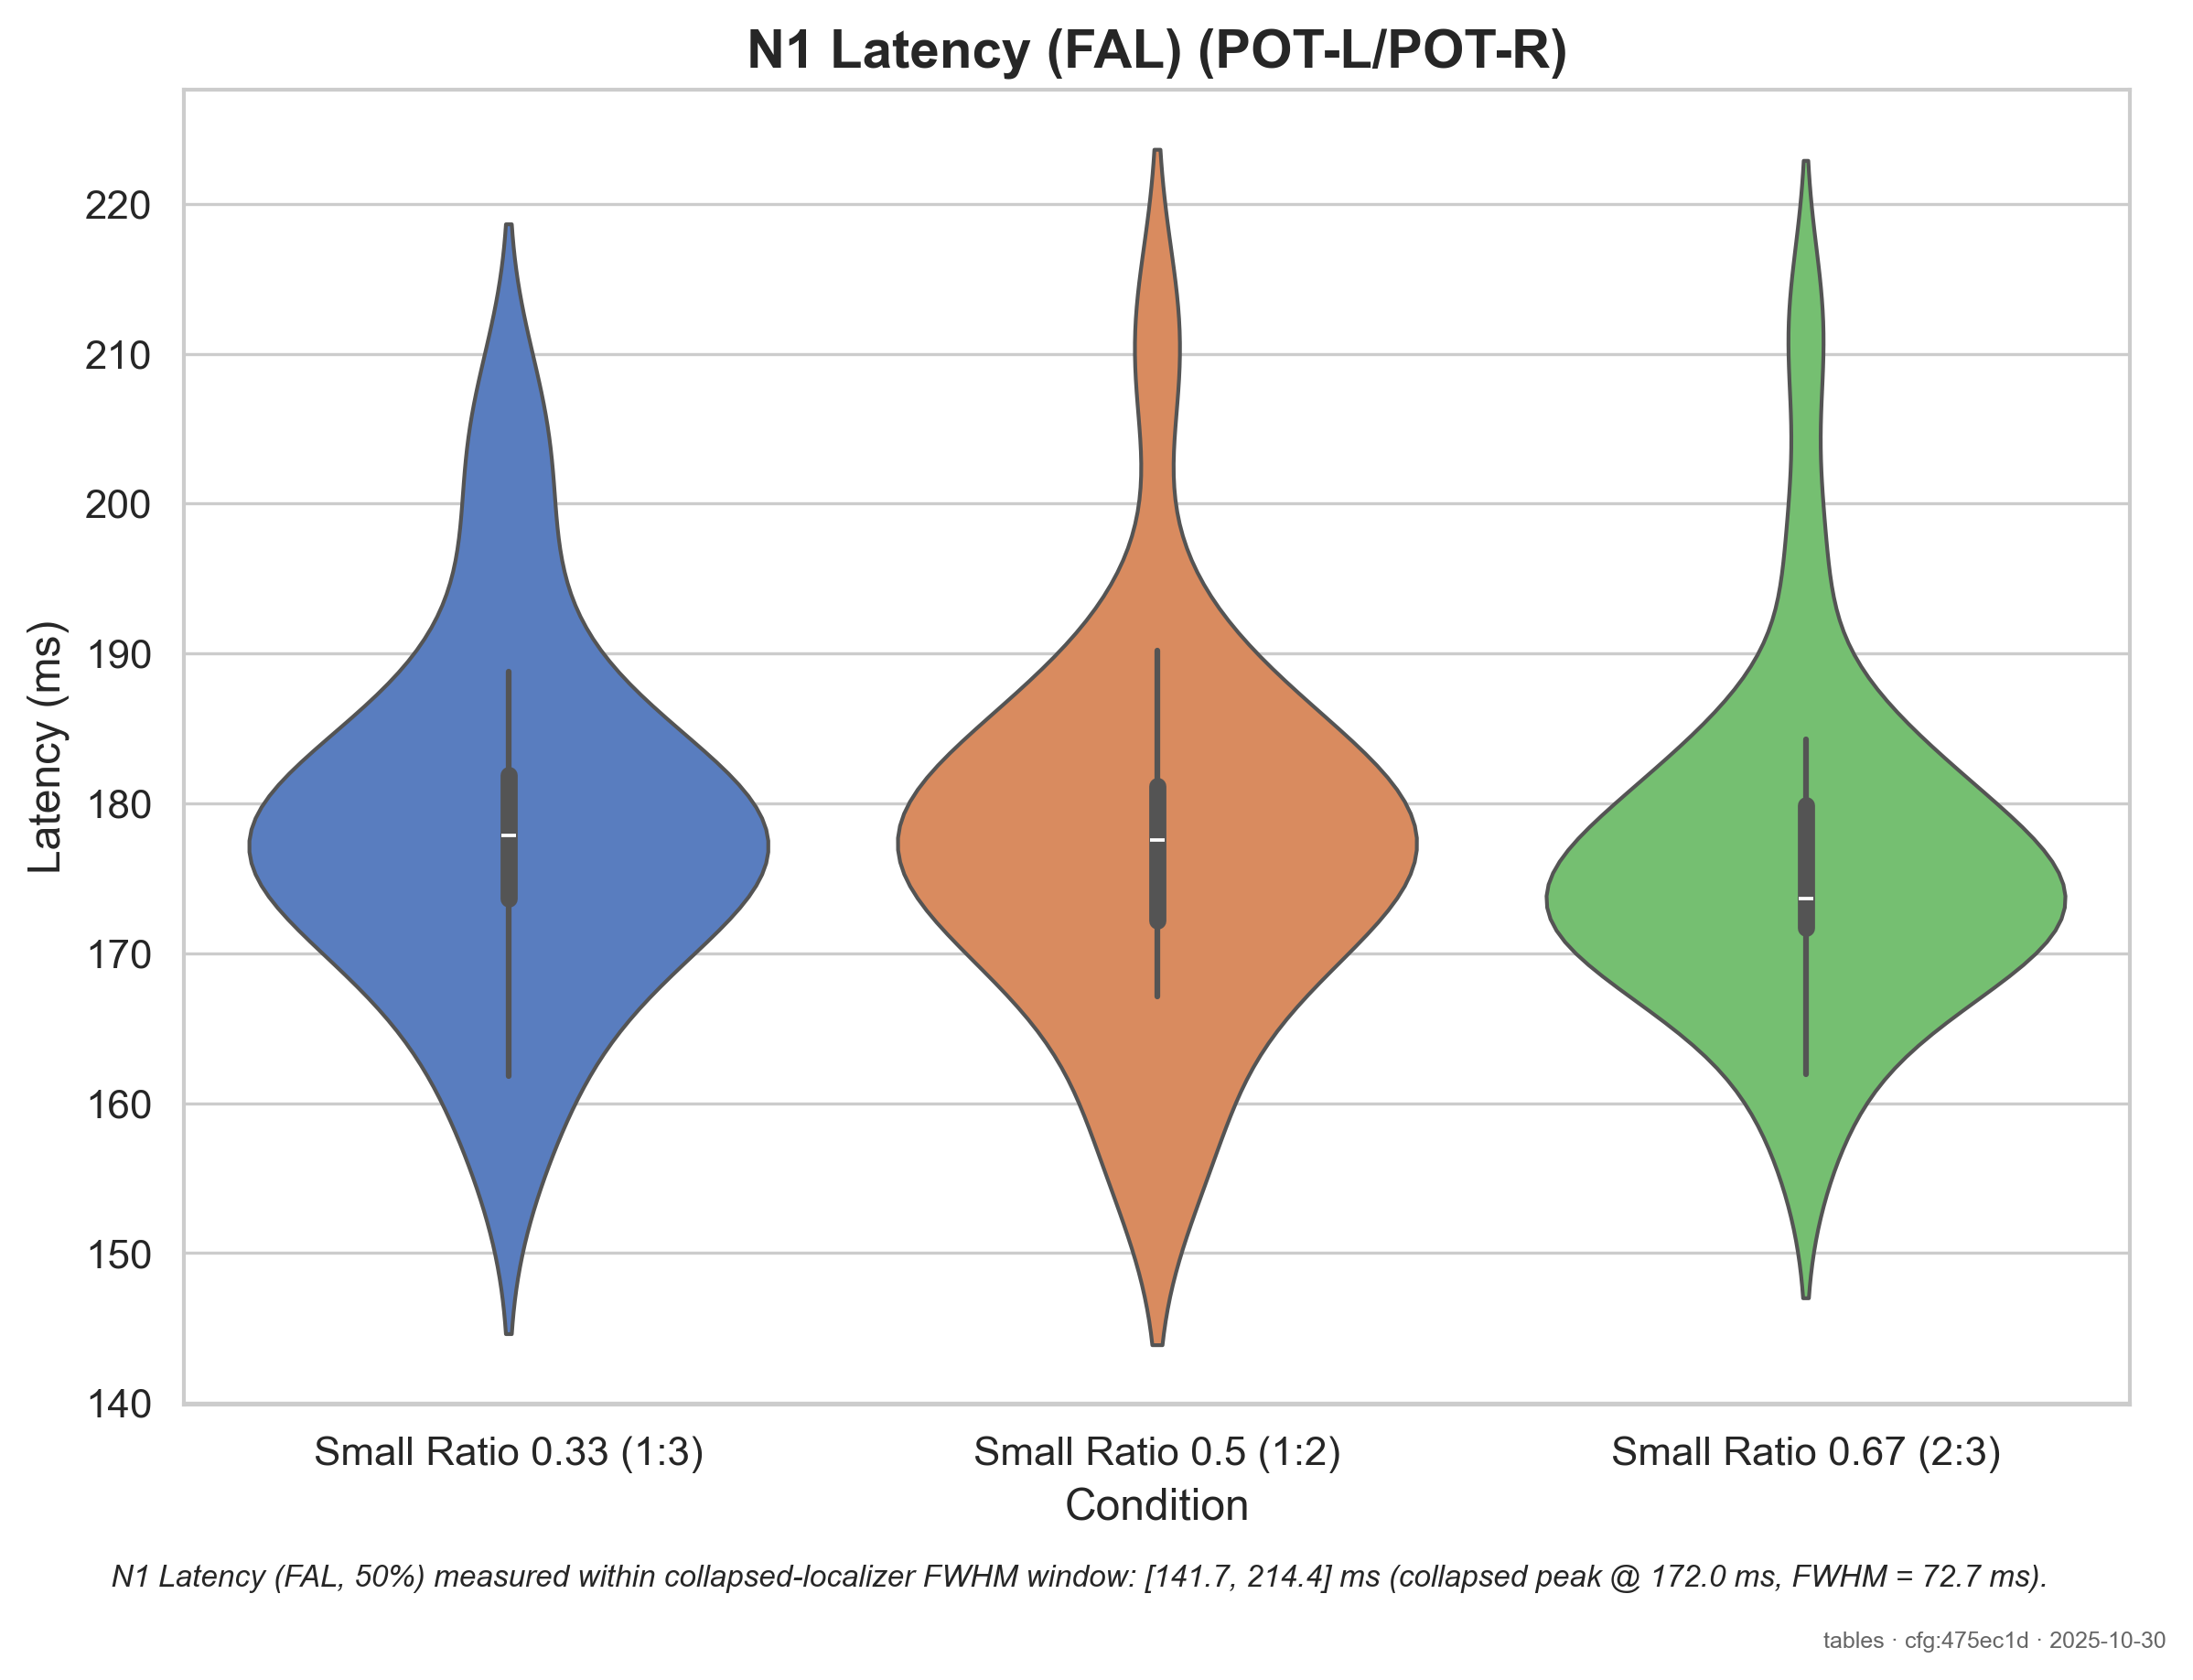 N1 Latency (FAL) (POT-L/POT-R)
Latency (ms)
220
210
200
190
180
170
160
150
140
Small Ratio 0.33 (1:3)
Small Ratio 0.5 (1:2)
Small Ratio 0.67 (2:3)
Condition
N1 Latency (FAL, 50%) measured within collapsed-localizer FWHM window: [141.7, 214.4] ms (collapsed peak @ 172.0 ms, FWHM = 72.7 ms).
tables · cfg:475ec1d · 2025-10-30